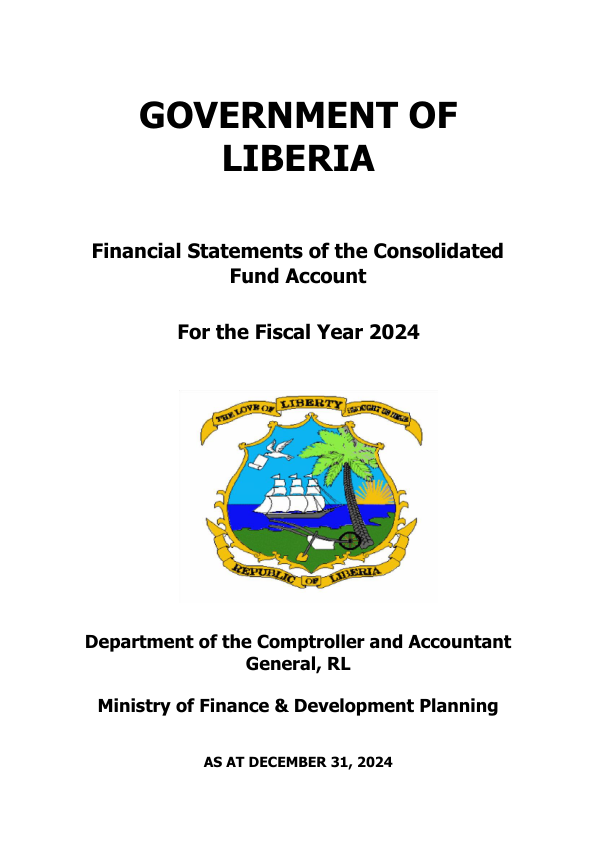 GOVERNMENT OF
LIBERIA
Financial Statements of the Consolidated
Fund Account
For the Fiscal Year 2024
THE LOVE OF LIBERTY BROUGHT US HERE
REPUBLIC OF LIBERIA
Department of the Comptroller and Accountant
General, RL
Ministry of Finance & Development Planning
AS AT DECEMBER 31, 2024